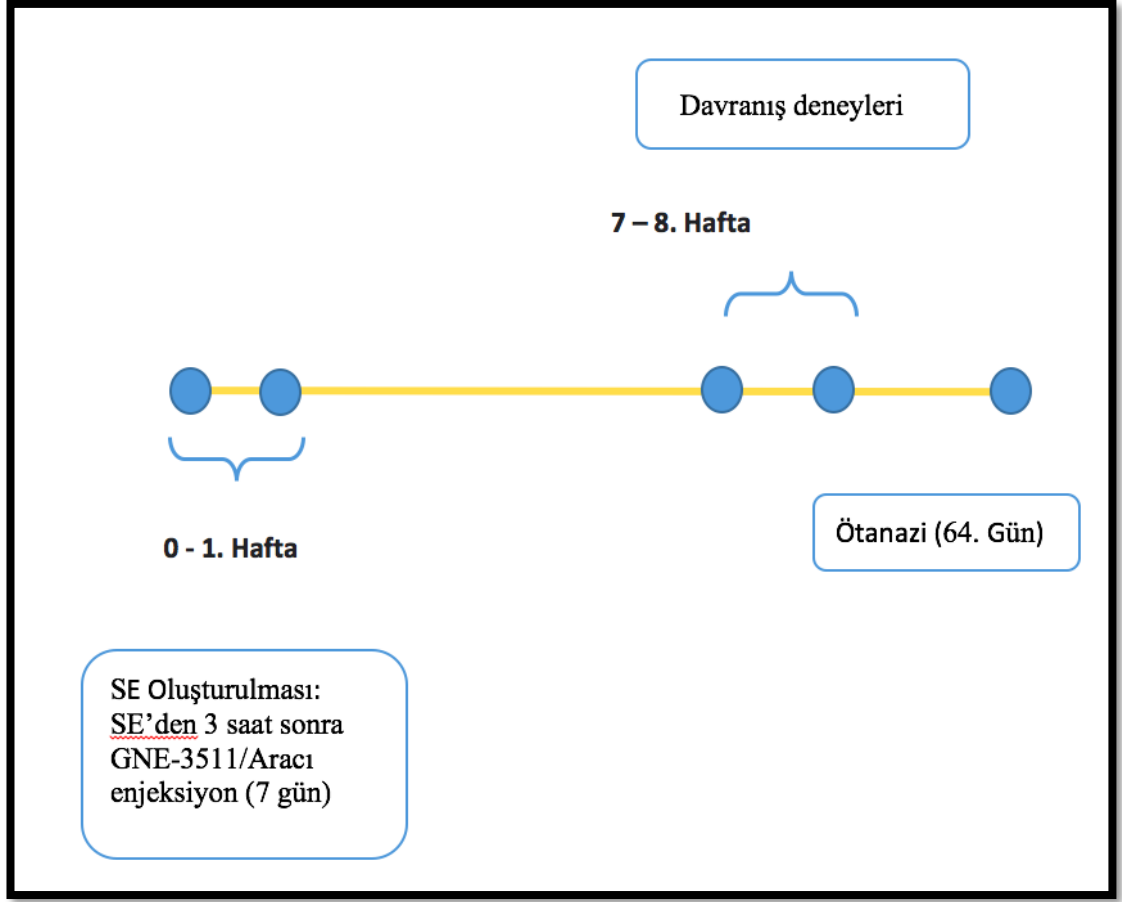 Davranış deneyleri
7 – 8. Hafta
0 - 1. Hafta
Ötanazi (64. Gün)
SE Oluşturulması:
SE’den 3 saat sonra
GNE-3511/Aracı
enjeksiyon (7 gün)